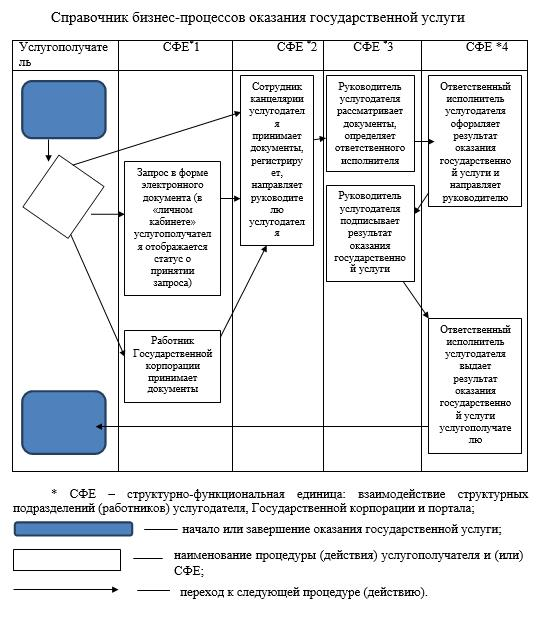 Справочник бизнес-процессов оказания государственной услуги
Услугополучате
ль
СФЕ*1
СФЕ *2
СФЕ *3
СФЕ *4
Запрос в форме
электронного
документа (в
«личном
кабинете»
услугополучател
я отображается
статус о
принятии
запроса)
Работник
Государственной
корпорации
принимает
документы
Сотрудник
канцелярии
услугодател
я
принимает
документы,
регистриру
ет,
направляет
руководите
лю
услугодател
я
Руководитель
услугодателя
рассматривает
документы,
определяет
ответственного
исполнителя
Руководитель
услугодателя
подписывает
результат
оказания
государственно
й услуги
Ответственный
исполнитель
услугодателя
оформляет
результат
оказания
государственно
й услуги и
направляет
руководителю
Ответственный
исполнитель
услугодателя
выдает
результат
оказания
государственно
й услуги
услугополучате
лю
* СФЕ – структурно-функциональная единица: взаимодействие структурных
подразделений (работников) услугодателя, Государственной корпорации и портала;
начало или завершение оказания государственной услуги;
наименование процедуры (действия) услугополучателя и (или)
СФЕ;
переход к следующей процедуре (действию).